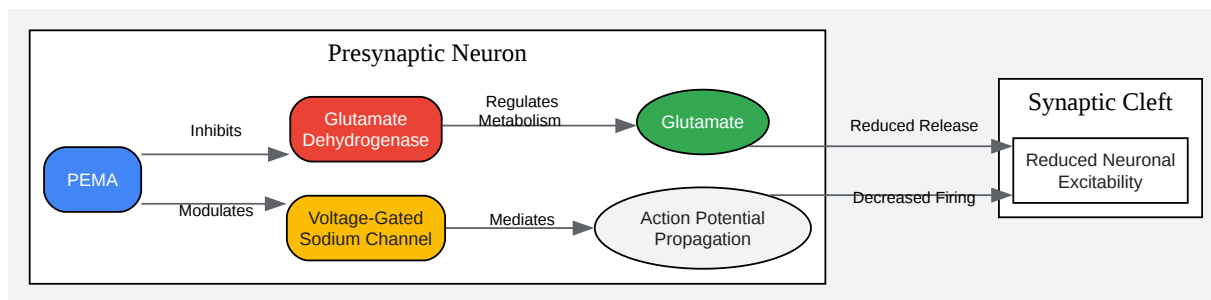 Presynaptic Neuron
Synaptic Cleft
PEMA
Inhibits
Modulates
Glutamate
Dehydrogenase
Voltage-Gated
Sodium Channel
Regulates
Metabolism
Mediates
Glutamate
Action Potential
Propagation
Reduced Release
Decreased Firing
Reduced Neuronal
Excitability